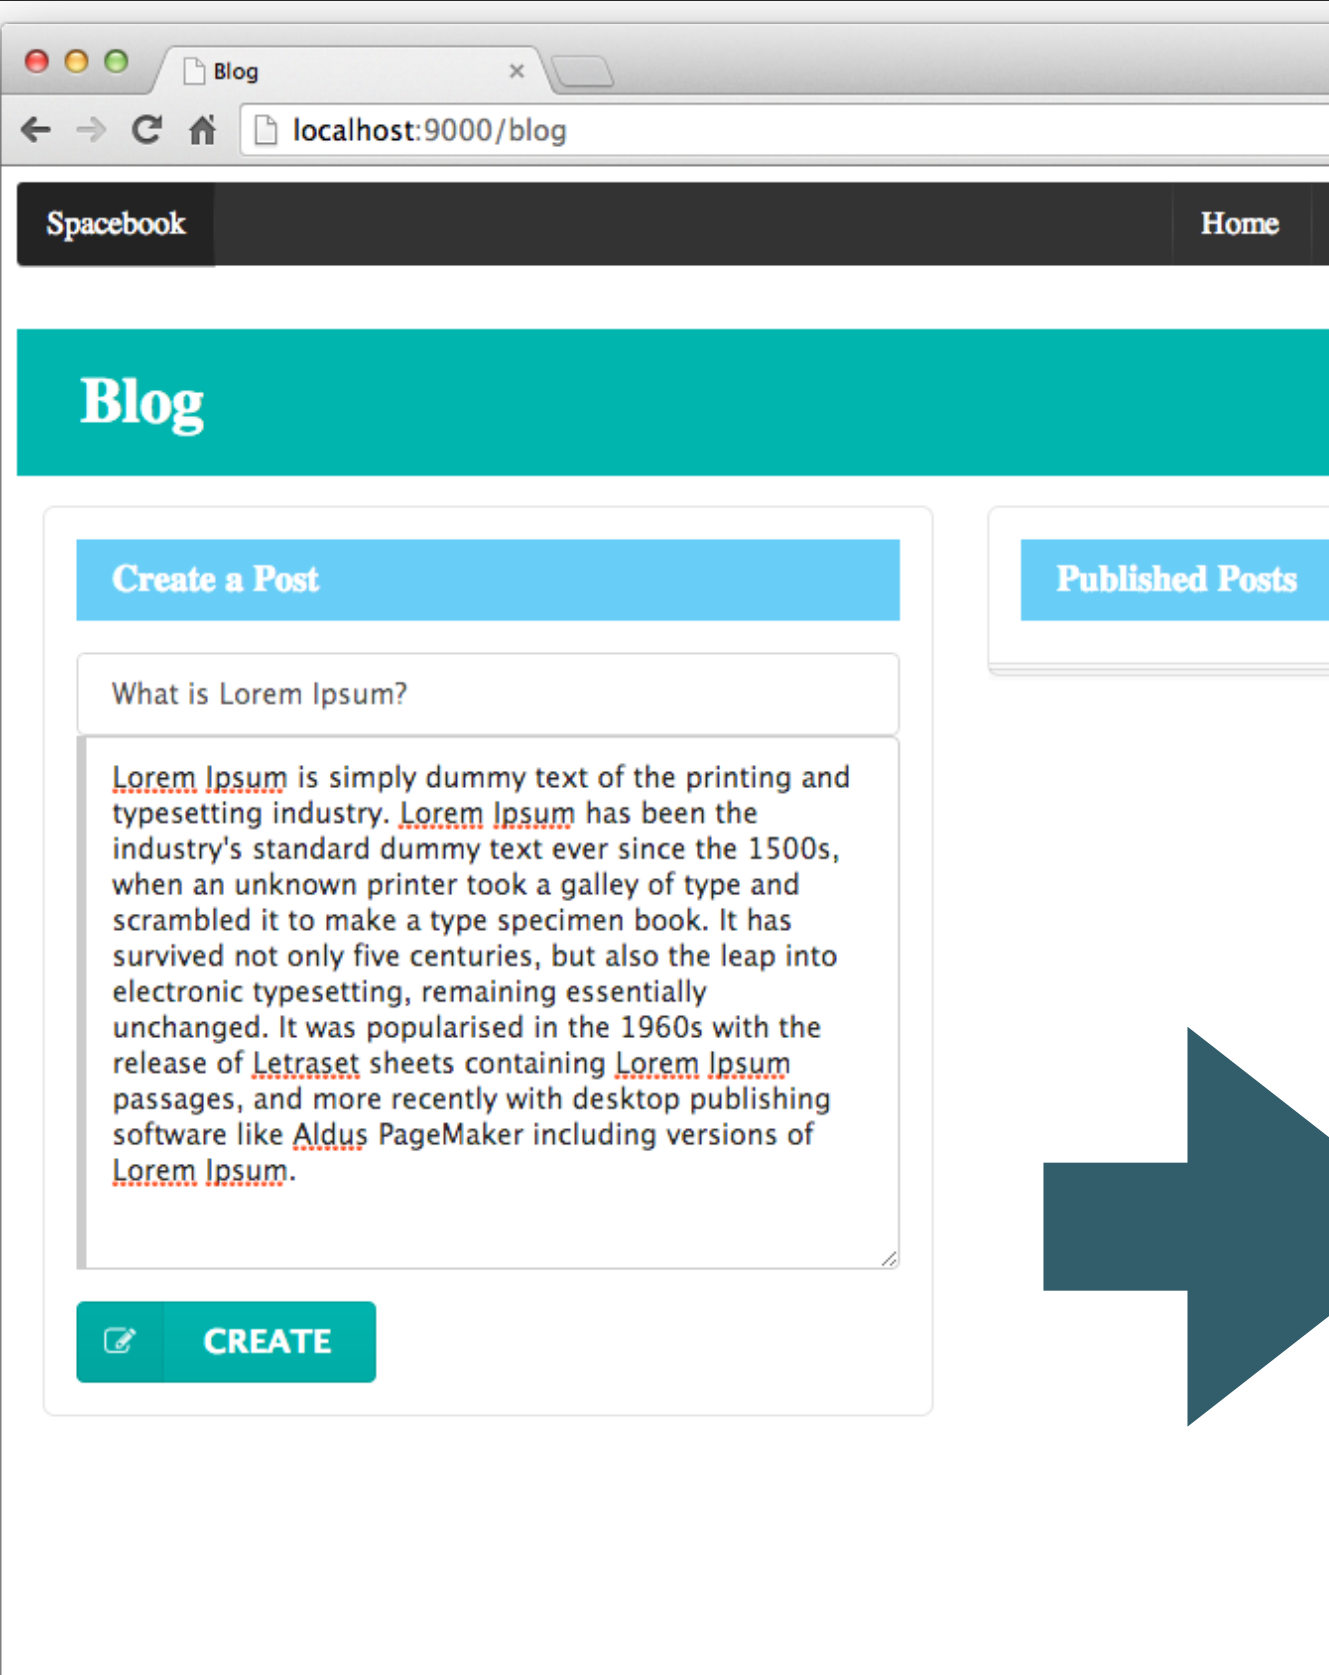 Blog
localhost:9000/blog
Spacebook
Home
Blog
Create a Post
Published Posts
What is Lorem Ipsum?
Lorem Ipsum is simply dummy text of the printing and
typesetting industry. Lorem Ipsum has been the
industry's standard dummy text ever since the 1500s,
when an unknown printer took a galley of type and
scrambled it to make a type specimen book. It has
survived not only five centuries, but also the leap into
electronic typesetting, remaining essentially
unchanged. It was popularised in the 1960s with the
release of Letraset sheets containing Lorem Ipsum
passages, and more recently with desktop publishing
software like Aldus PageMaker including versions of
Lorem Ipsum.
CREATE